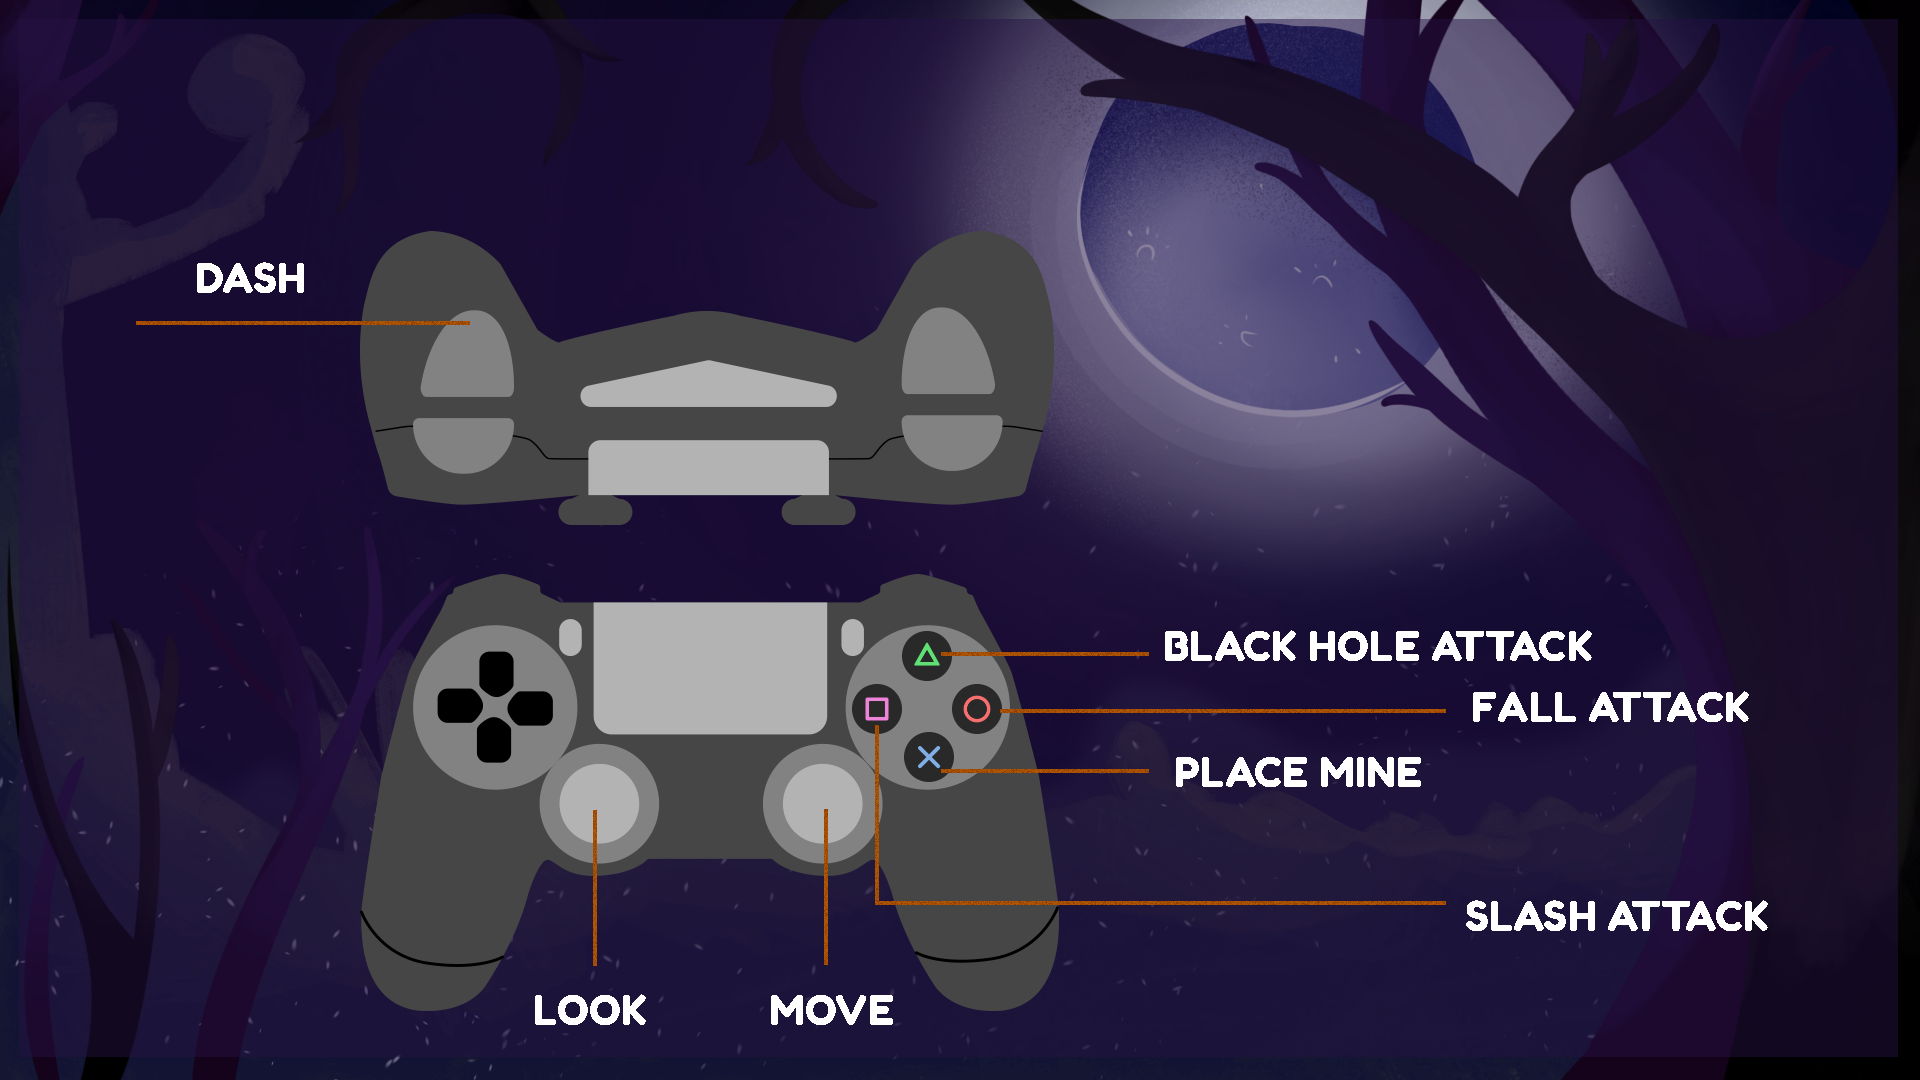 DASH
BLACK HOLE ATTACK
FALL ATTACK
PLACE MINE
SLASH ATTACK
LOOK
MOVE